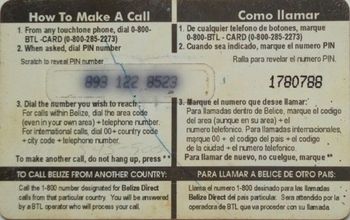 How To Make A Call
1. From any touchtone phone, dial 0-800-
BTL -CARD (0-800-285-2273)
2. When asked, dial PIN number
Scratch to reveal PIN number
893 122 8523
3. Dial the number you wish to reach:
For calls within Belize, dial the area code
(even in your own area) + telephone number.
For international calls, dial 00+ country code
+ city code + telephone number.
To make another call, do not hang up, press **
TO CALL BELIZE FROM ANOTHER COUNTRY:
Call the 1-800 number designated for Belize Direct
calls from that particular country. You will be answered
by a BTL operator who will process your call.
Como llamar
1. De cualquier telefono de botones, marque
0-800-BTL - CARD (0-800-285-2273)
2. Cuando sea indicado, marque el numero PIN
Ralla para revelar el numero PIN.
1780788
3. Marque el numero que desee llamar:
Para llamadas dentro de Belize, marque el codigo
del area (aunque en su area) + el
numero telefonico. Para llamadas internacionales,
marque 00 + el codigo del pais + el codigo
de la ciudad + el numero telefonico.
Para llamar de nuevo, no cuelgue, marque **
PARA LLAMAR A BELICE DE OTRO PAIS:
Llama el numero 1-800 designado para las llamadas
Belize Direct de ese pais particular. Sera attendido por la
operadora de BTL que va proceder con su llamada.